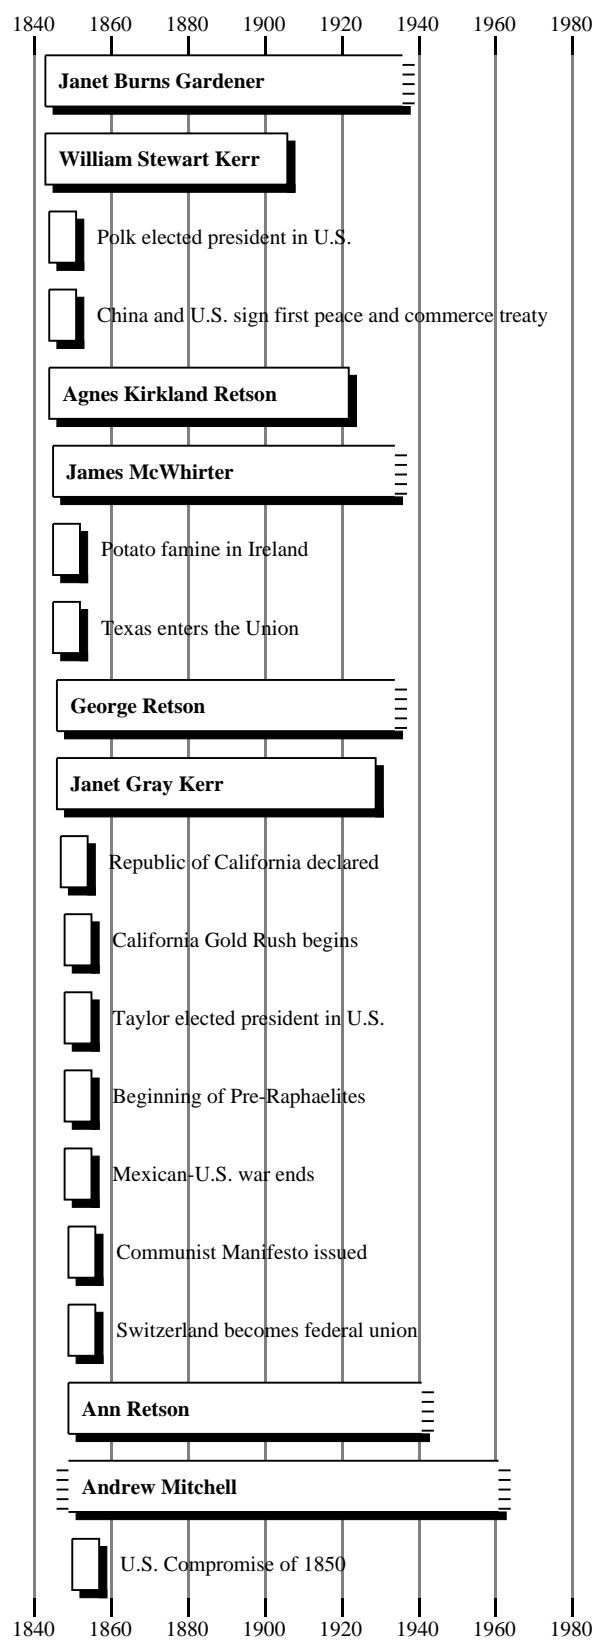 1840 1860 1880 1900 1920 1940 1960 1980
Janet Burns Gardener
William Stewart Kerr
Polk elected president in U.S.
China and U.S. sign first peace and commerce treaty
Agnes Kirkland Retson
James McWhirter
Potato famine in Ireland
Texas enters the Union
George Retson
Janet Gray Kerr
Republic of California declared
California Gold Rush begins
Taylor elected president in U.S.
Beginning of Pre-Raphaelites
Mexican-U.S. war ends
Communist Manifesto issued
Switzerland becomes federal union
Ann Retson
Andrew Mitchell
U.S. Compromise of 1850
1840 1860 1880 1900 1920 1940 1960 1980